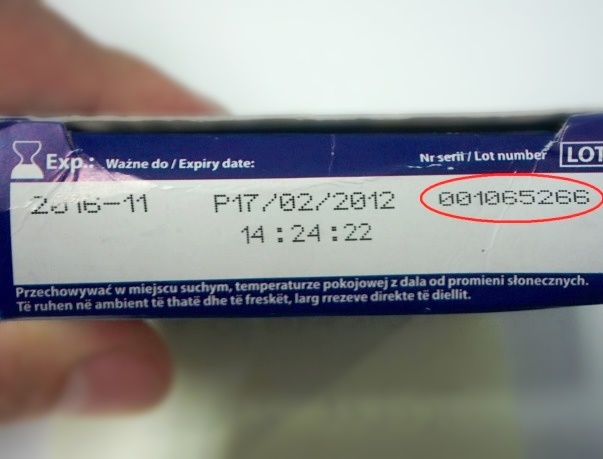 Exp.: Ważne do / Expiry date: Nr serii / Lot number LOT
2016-11 P17/02/2012 001065266
14:24:22
Przechowywać w miejscu suchym, temperaturze pokojowej z dala od promieni słonecznych.
Të ruhen në ambient të thatë dhe të freskët, larg rrezeve direkte të diellit.